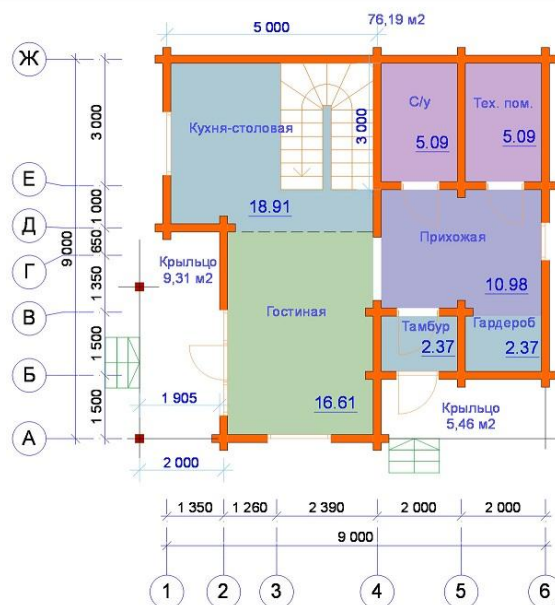 5 000
76,19 м2
Ж
С/у
Тех. пом.
3 000
Кухня-столовая
3 000
5.09
5.09
Е
18.91
1 000
Д
Прихожая
650
Крыльцо
9,31 м2
9 000
Г
10.98
1 350
Гостиная
В
Тамбур
Гардероб
2.37
2.37
1 500
Б
1 905
16.61
Крыльцо
5,46 м2
1 500
А
2 000
1 350
1 260
2 390
2 000
2 000
9 000
1
2
3
4
5
6